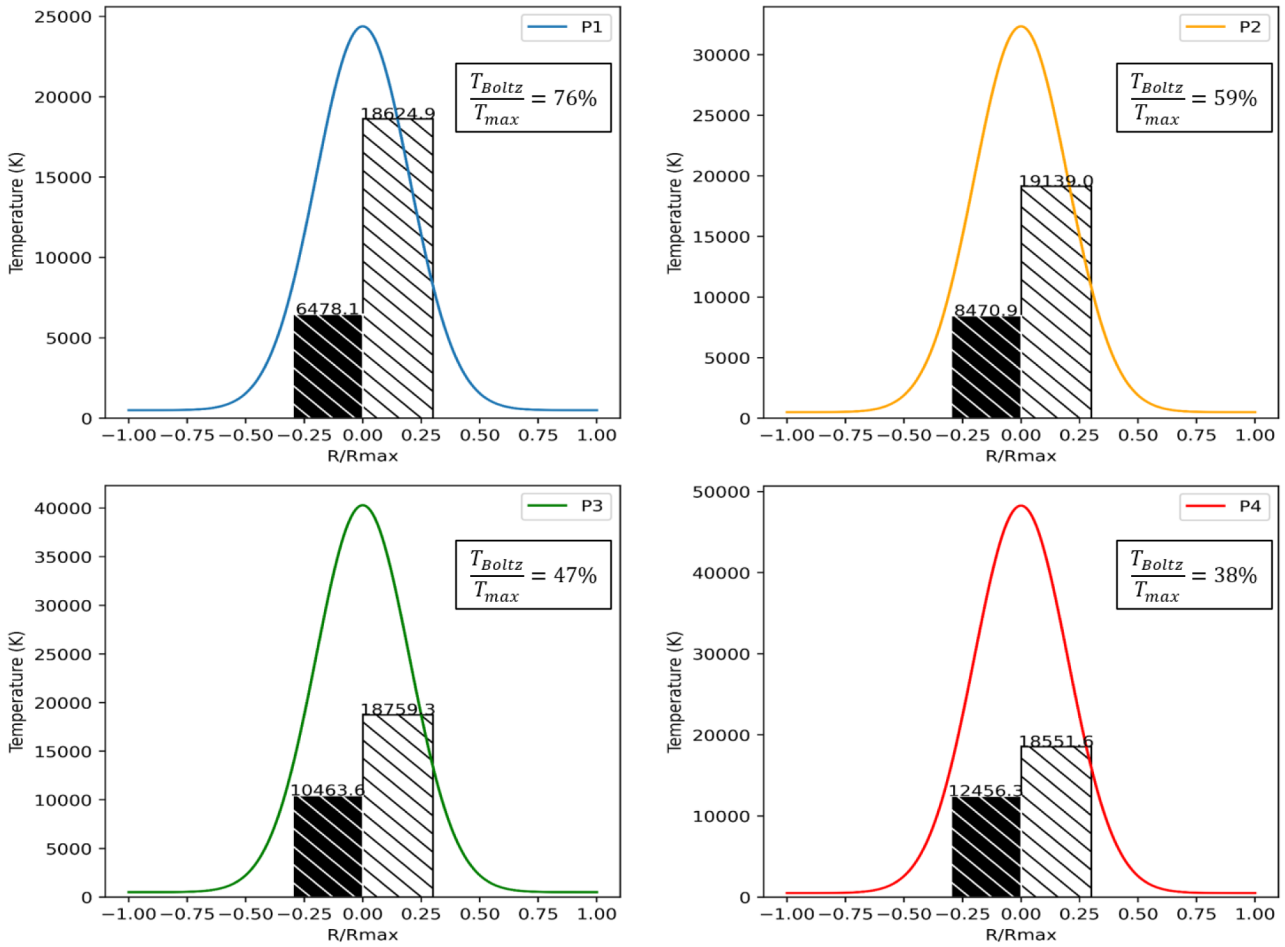 25000
20000
15000
10000
5000
0
Temperature (K)
P1
T_Boltz / T_max = 76%
18624.9
6478.1
−1.00 −0.75 −0.50 −0.25 0.00 0.25 0.50 0.75 1.00
R/Rmax
30000
25000
20000
15000
10000
5000
0
Temperature (K)
P2
T_Boltz / T_max = 59%
19139.0
8470.9
−1.00 −0.75 −0.50 −0.25 0.00 0.25 0.50 0.75 1.00
R/Rmax
40000
35000
30000
25000
20000
15000
10000
5000
0
Temperature (K)
P3
T_Boltz / T_max = 47%
18759.3
10463.6
−1.00 −0.75 −0.50 −0.25 0.00 0.25 0.50 0.75 1.00
R/Rmax
50000
40000
30000
20000
10000
0
Temperature (K)
P4
T_Boltz / T_max = 38%
18551.6
12456.3
−1.00 −0.75 −0.50 −0.25 0.00 0.25 0.50 0.75 1.00
R/Rmax